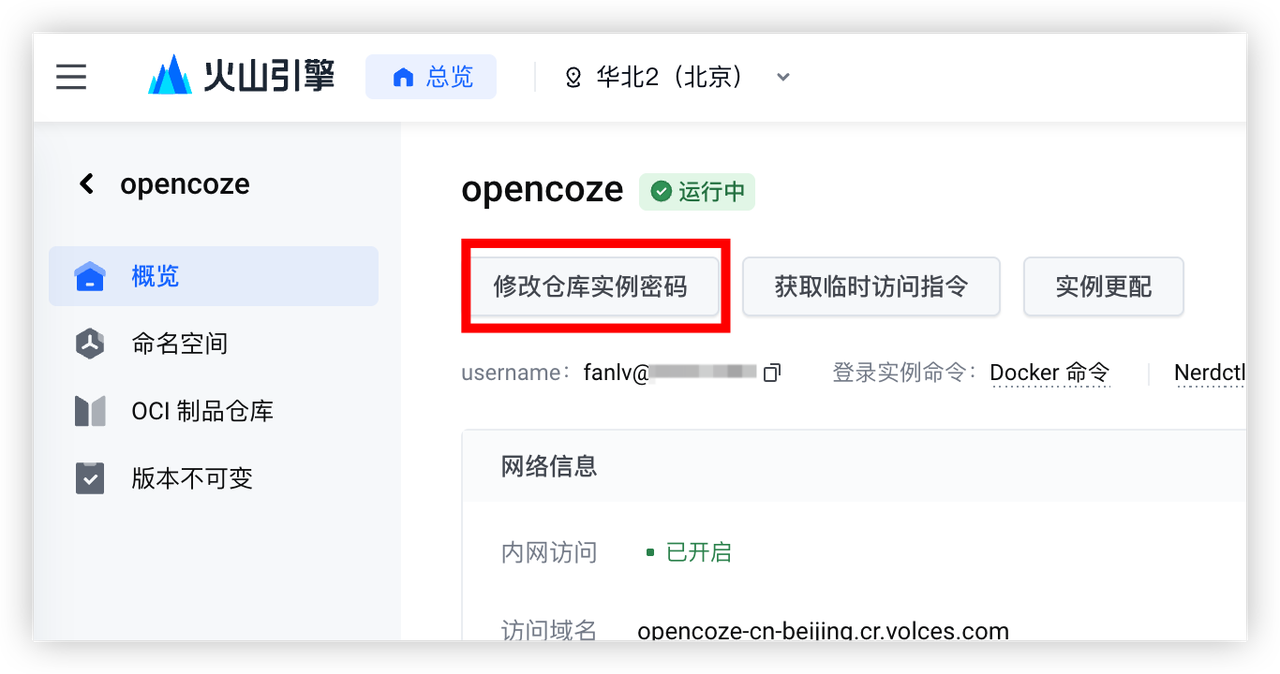 火山引擎 总览 华北2（北京）
opencoze
概览
命名空间
OCI 制品仓库
版本不可变
opencoze 运行中
修改仓库实例密码 获取临时访问指令 实例更配
username： fanlv@ 登录实例命令： Docker 命令 Nerdctl
网络信息
内网访问 已开启
访问域名 opencoze-cn-beijing.cr.volces.com